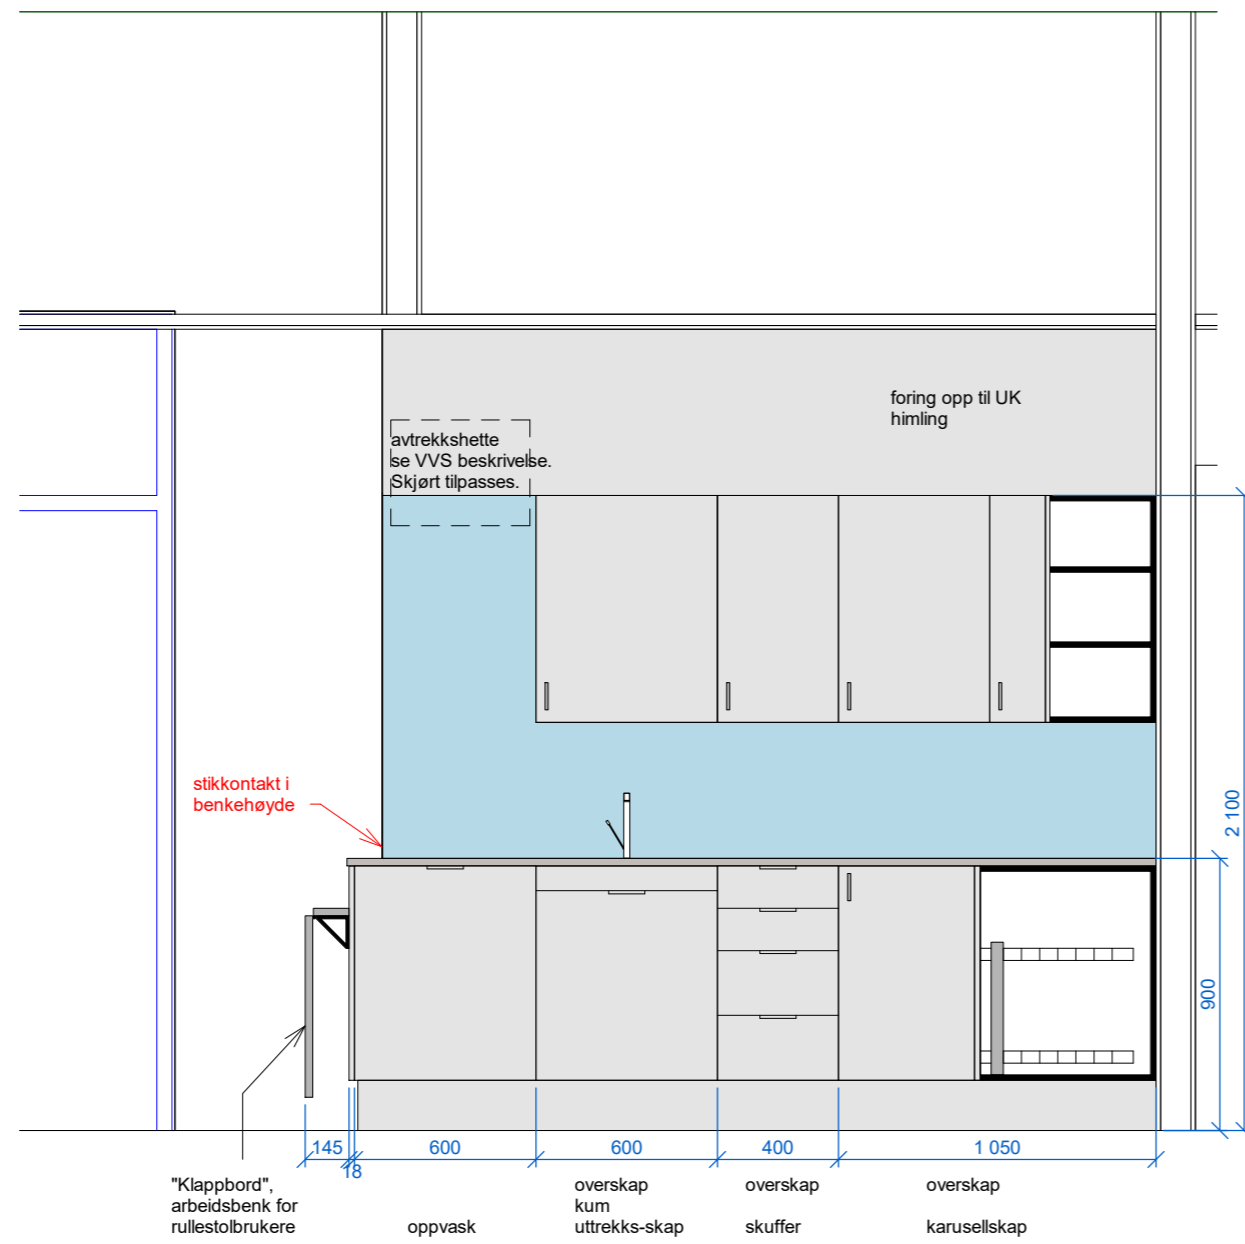 foring opp til UK
himling
avtrekkshette
se VVS beskrivelse.
Skjørt tilpasses.
stikkontakt i
benkehøyde
2 100
900
145
18
600
600
400
1 050
"Klappbord",
arbeidsbenk for
rullestolbrukere
oppvask
overskap
kum
uttrekks-skap
overskap
skuffer
overskap
karusellskap